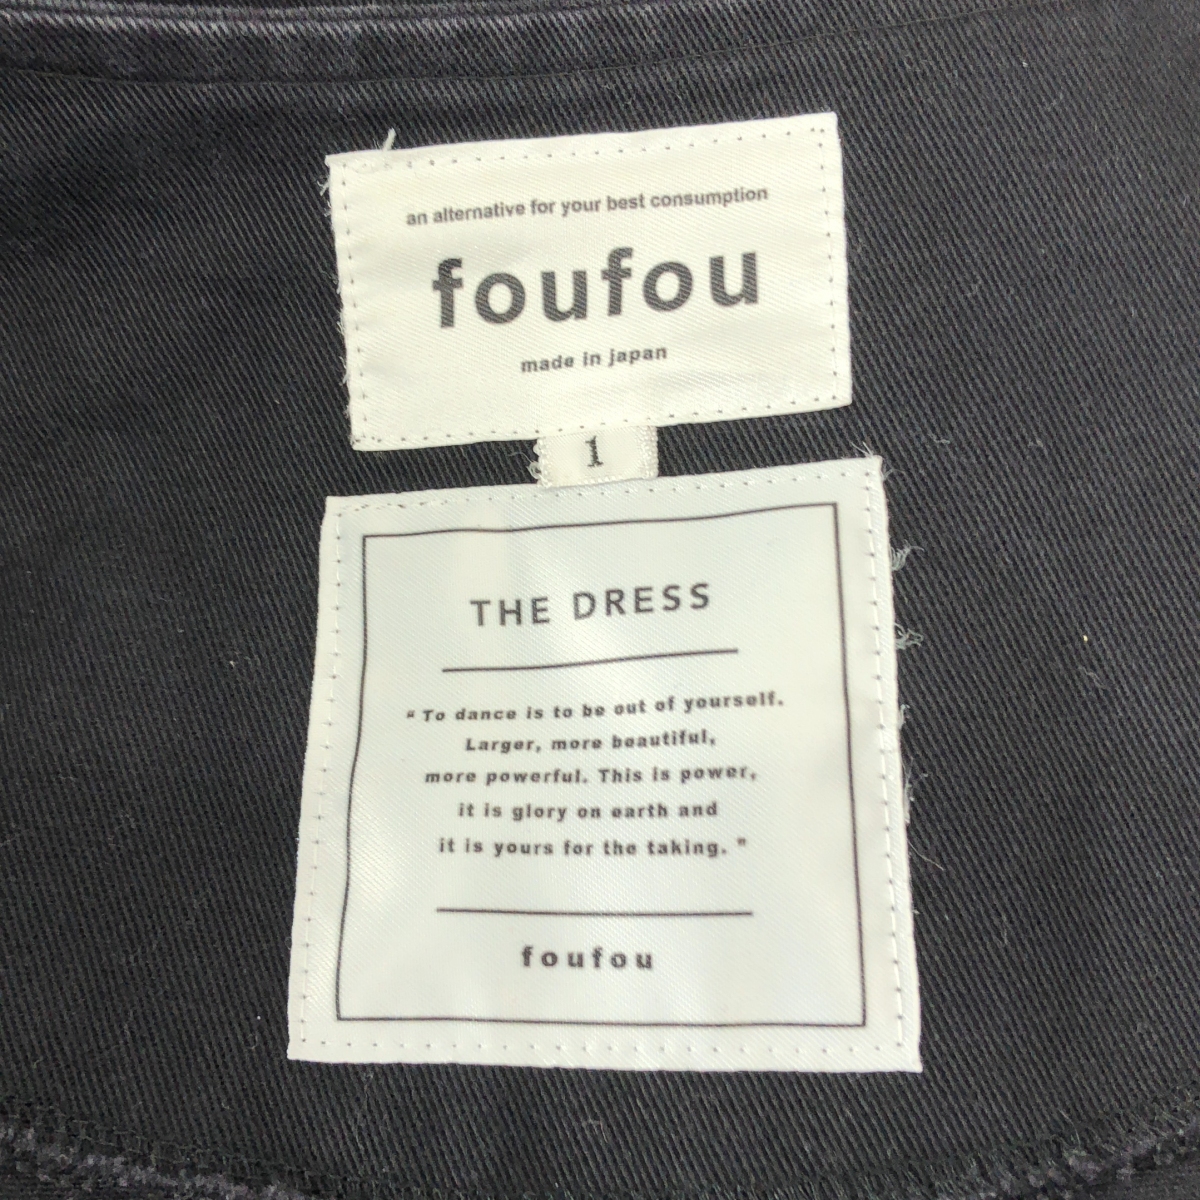 an alternative for your best consumption
foufou
made in japan
1
THE DRESS
“ To dance is to be out of yourself.
Larger, more beautiful,
more powerful. This is power,
it is glory on earth and
it is yours for the taking. ”
foufou